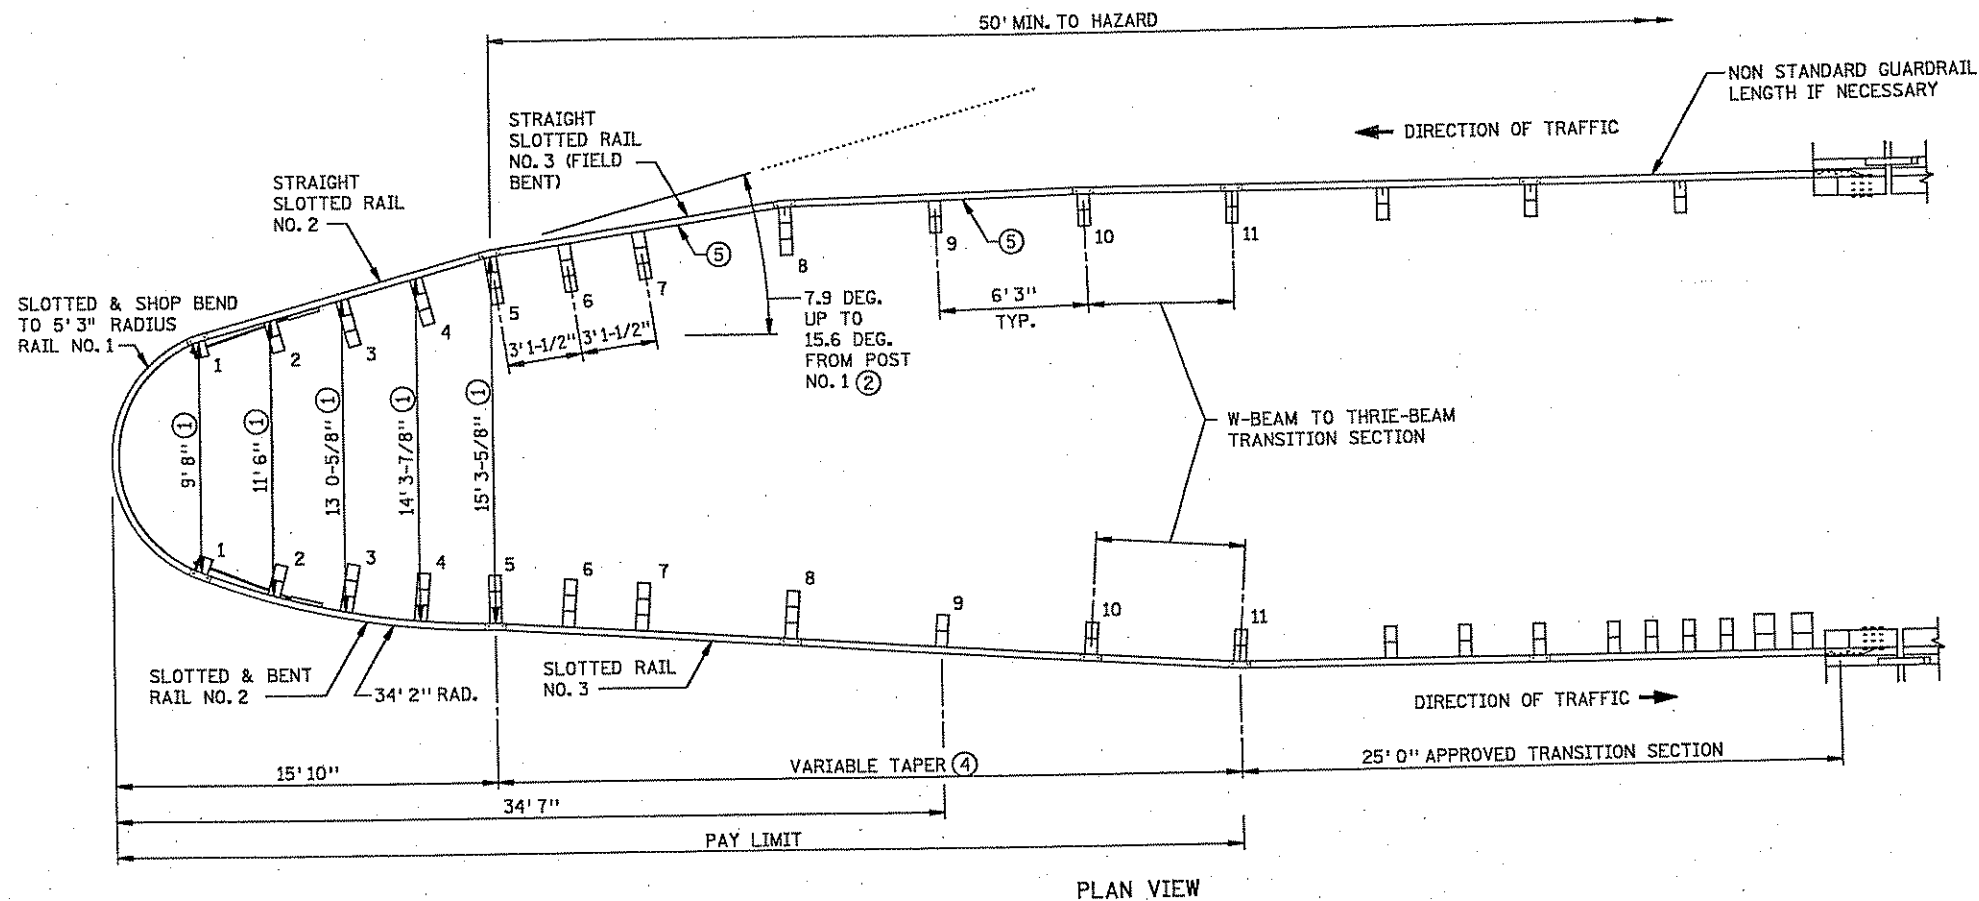 50' MIN. TO HAZARD
NON STANDARD GUARDRAIL
LENGTH IF NECESSARY
STRAIGHT
SLOTTED RAIL
NO. 3 (FIELD
BENT)
DIRECTION OF TRAFFIC
STRAIGHT
SLOTTED RAIL
NO. 2
SLOTTED & SHOP BEND
TO 5' 3" RADIUS
RAIL NO. 1
1
2
3
4
5
6
7
8
9
10
11
5
5
3' 1-1/2"
3' 1-1/2"
6' 3"
TYP.
7.9 DEG.
UP TO
15.6 DEG.
FROM POST
NO. 1 2
9' 8" 1
11' 6" 1
13 0-5/8" 1
14' 3-7/8" 1
15' 3-5/8" 1
W-BEAM TO THRIE-BEAM
TRANSITION SECTION
1
2
3
4
5
6
7
8
9
10
11
SLOTTED & BENT
RAIL NO. 2
34' 2" RAD.
SLOTTED RAIL
NO. 3
DIRECTION OF TRAFFIC
15' 10"
VARIABLE TAPER 4
25' 0" APPROVED TRANSITION SECTION
34' 7"
PAY LIMIT
PLAN VIEW